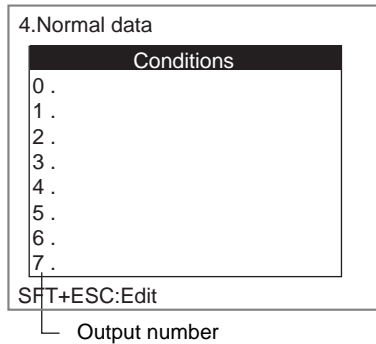 4.Normal data
Conditions
0 .
1 .
2 .
3 .
4 .
5 .
6 .
7 .
SFT+ESC:Edit
Output number